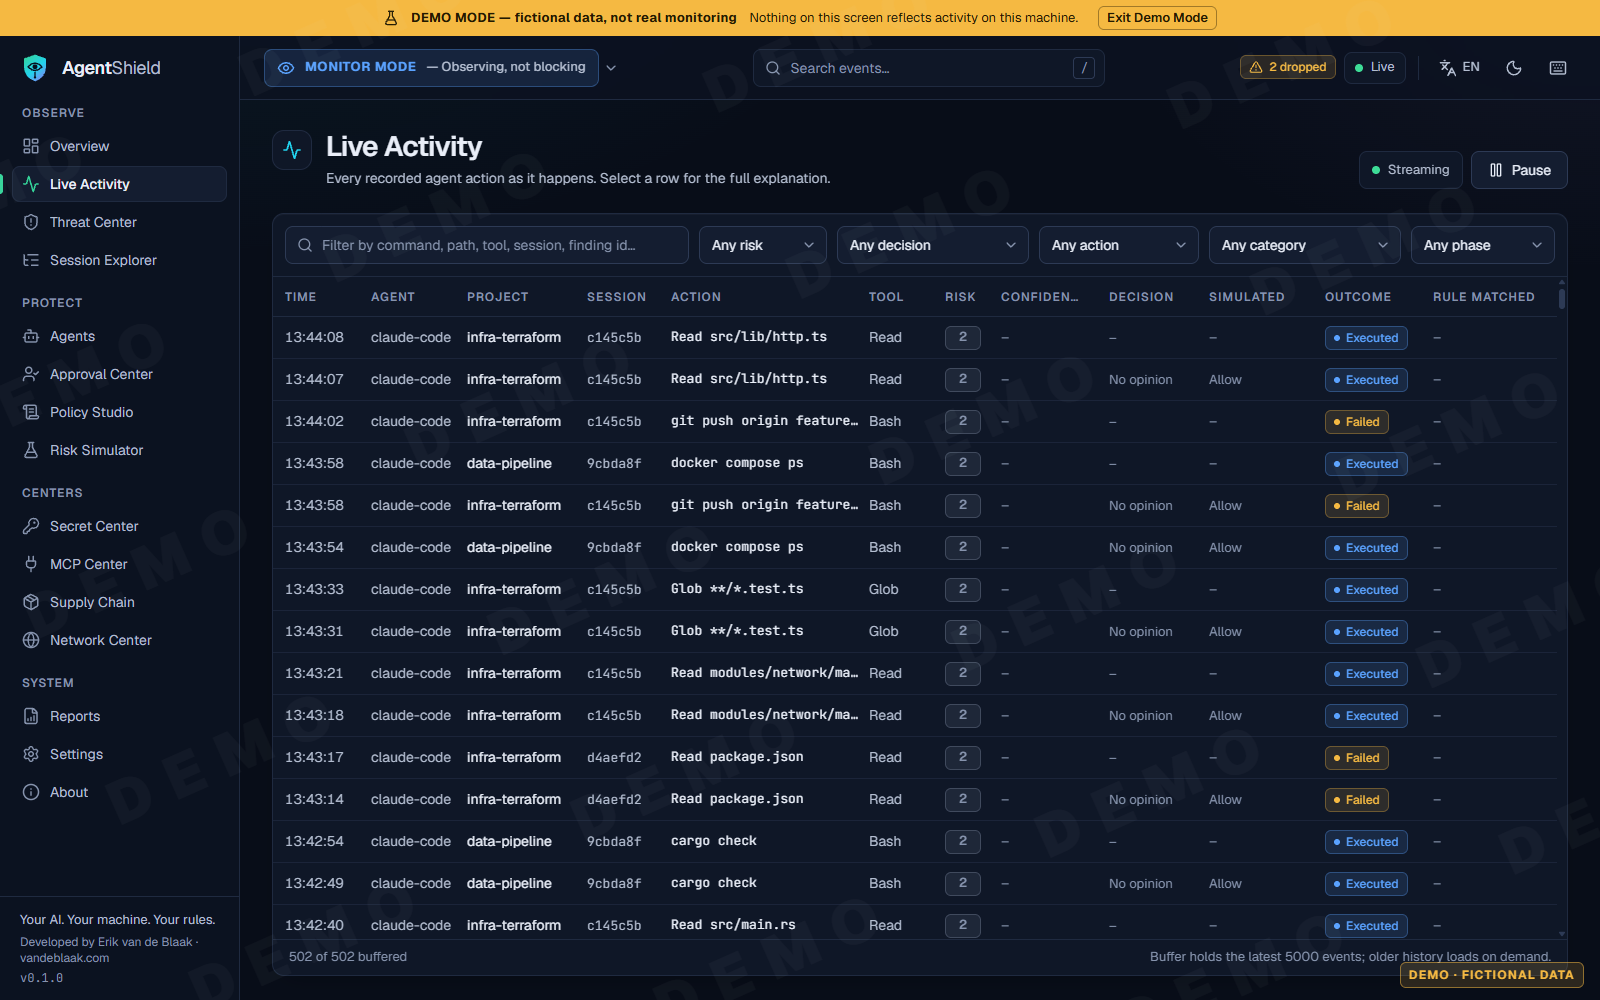 DEMO MODE — fictional data, not real monitoring Nothing on this screen reflects activity on this machine. Exit Demo Mode
AgentShield
MONITOR MODE — Observing, not blocking
Search events… /
2 dropped
Live
EN
OBSERVE
Overview
Live Activity
Threat Center
Session Explorer
PROTECT
Agents
Approval Center
Policy Studio
Risk Simulator
CENTERS
Secret Center
MCP Center
Supply Chain
Network Center
SYSTEM
Reports
Settings
About
Your AI. Your machine. Your rules.
Developed by Erik van de Blaak ·
vandeblaak.com
v0.1.0
Live Activity
Every recorded agent action as it happens. Select a row for the full explanation.
Streaming
Pause
Filter by command, path, tool, session, finding id…
Any risk
Any decision
Any action
Any category
Any phase
TIME AGENT PROJECT SESSION ACTION TOOL RISK CONFIDEN… DECISION SIMULATED OUTCOME RULE MATCHED
13:44:08 claude-code infra-terraform c145c5b Read src/lib/http.ts Read 2 – – – Executed –
13:44:07 claude-code infra-terraform c145c5b Read src/lib/http.ts Read 2 – No opinion Allow Executed –
13:44:02 claude-code infra-terraform c145c5b git push origin feature… Bash 2 – – – Failed –
13:43:58 claude-code data-pipeline 9cbda8f docker compose ps Bash 2 – – – Executed –
13:43:58 claude-code infra-terraform c145c5b git push origin feature… Bash 2 – No opinion Allow Failed –
13:43:54 claude-code data-pipeline 9cbda8f docker compose ps Bash 2 – No opinion Allow Executed –
13:43:33 claude-code infra-terraform c145c5b Glob **/*.test.ts Glob 2 – – – Executed –
13:43:31 claude-code infra-terraform c145c5b Glob **/*.test.ts Glob 2 – No opinion Allow Executed –
13:43:21 claude-code infra-terraform c145c5b Read modules/network/ma… Read 2 – – – Executed –
13:43:18 claude-code infra-terraform c145c5b Read modules/network/ma… Read 2 – No opinion Allow Executed –
13:43:17 claude-code infra-terraform d4aefd2 Read package.json Read 2 – – – Failed –
13:43:14 claude-code infra-terraform d4aefd2 Read package.json Read 2 – No opinion Allow Failed –
13:42:54 claude-code data-pipeline 9cbda8f cargo check Bash 2 – – – Executed –
13:42:49 claude-code data-pipeline 9cbda8f cargo check Bash 2 – No opinion Allow Executed –
13:42:40 claude-code infra-terraform c145c5b Read src/main.rs Read 2 – – – Executed –
502 of 502 buffered
Buffer holds the latest 5000 events; older history loads on demand.
DEMO · FICTIONAL DATA
DEMO